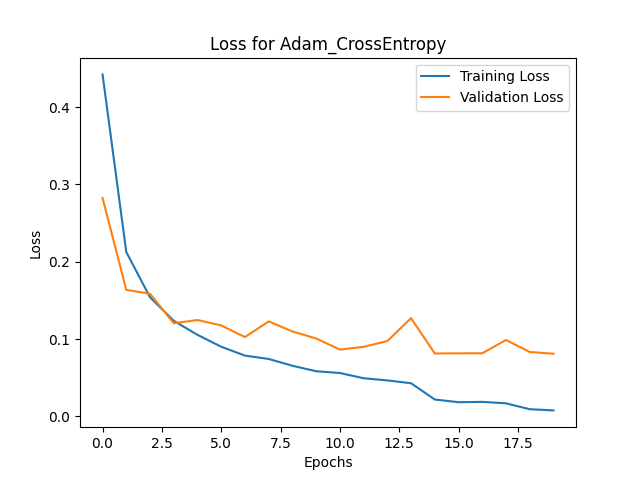 Loss for Adam_CrossEntropy
Training Loss
Validation Loss
Loss
0.4
0.3
0.2
0.1
0.0
0.0 2.5 5.0 7.5 10.0 12.5 15.0 17.5
Epochs